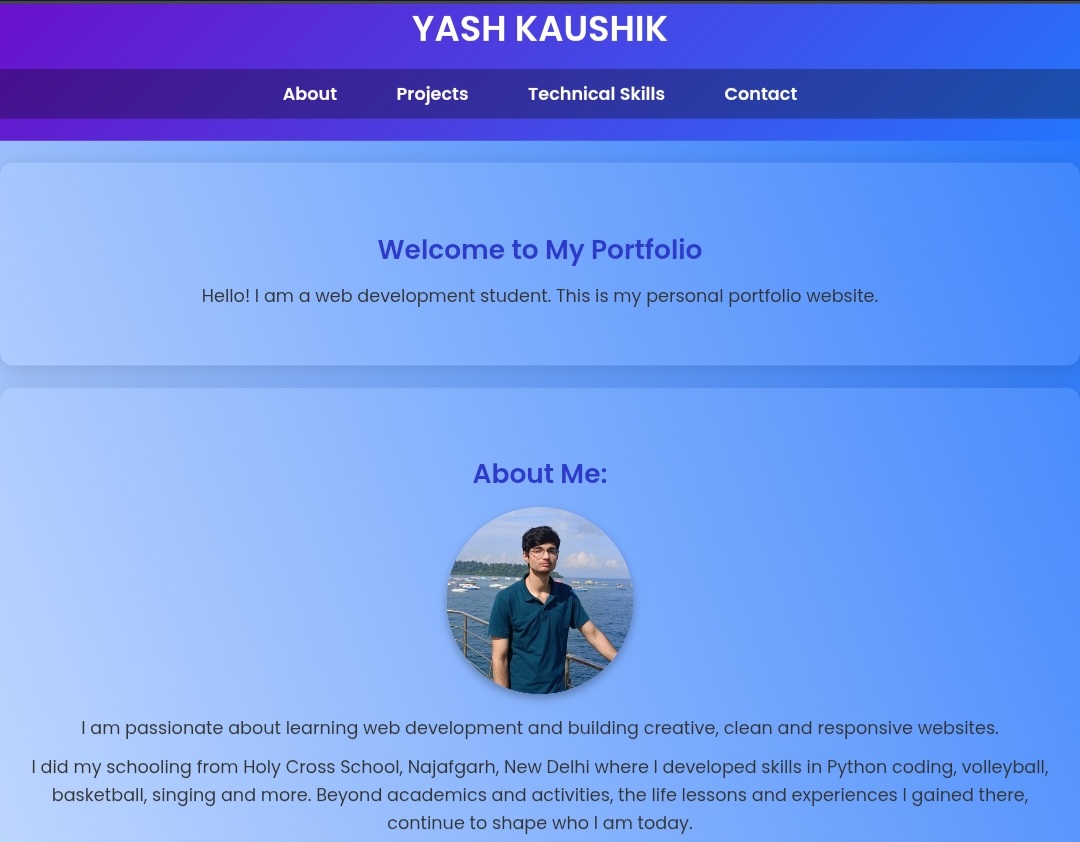 YASH KAUSHIK
About Projects Technical Skills Contact
Welcome to My Portfolio
Hello! I am a web development student. This is my personal portfolio website.
About Me:
I am passionate about learning web development and building creative, clean and responsive websites.
I did my schooling from Holy Cross School, Najafgarh, New Delhi where I developed skills in Python coding, volleyball,
basketball, singing and more. Beyond academics and activities, the life lessons and experiences I gained there,
continue to shape who I am today.